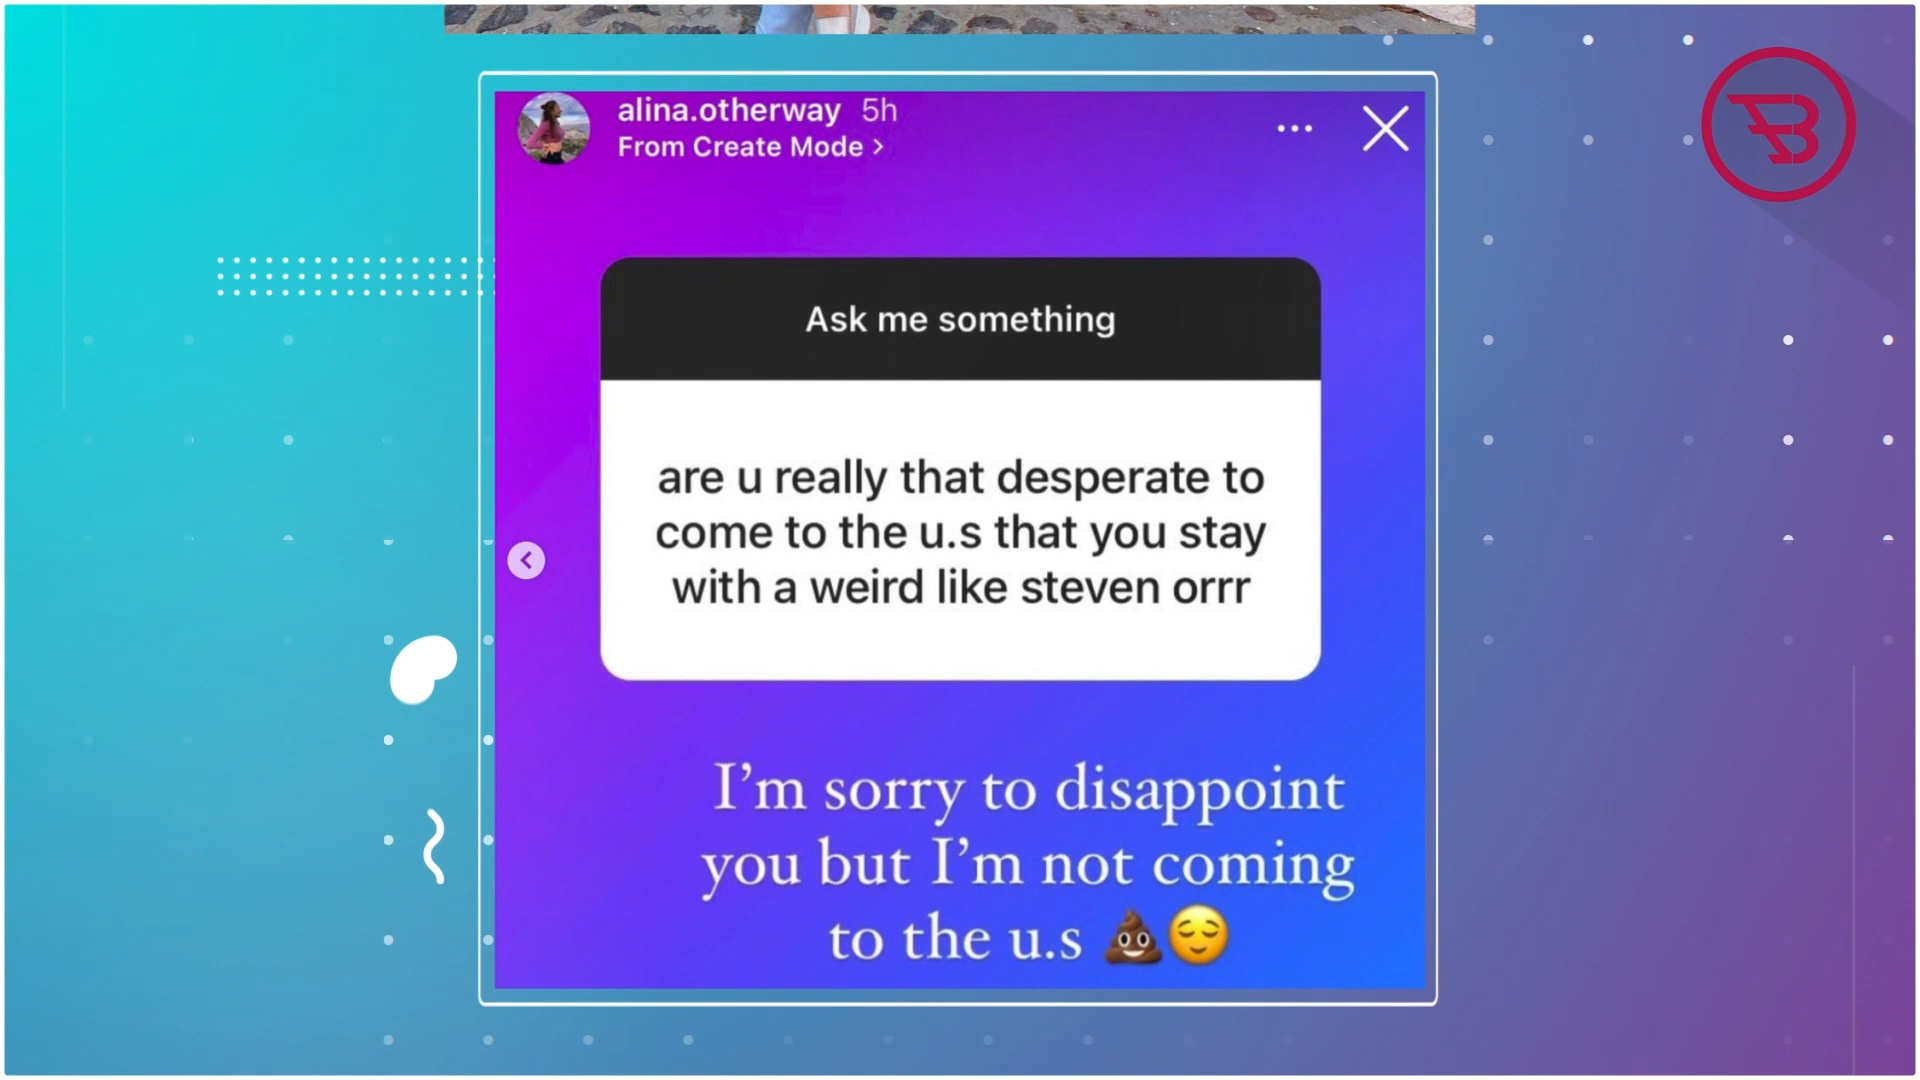 alina.otherway 5h
From Create Mode >
Ask me something
are u really that desperate to
come to the u.s that you stay
with a weird like steven orrr
I'm sorry to disappoint
you but I'm not coming
to the u.s 💩😌